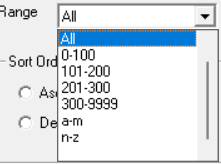 Range All
All
0-100
101-200
201-300
300-9999
a-m
n-z
Sort Ord
As
De